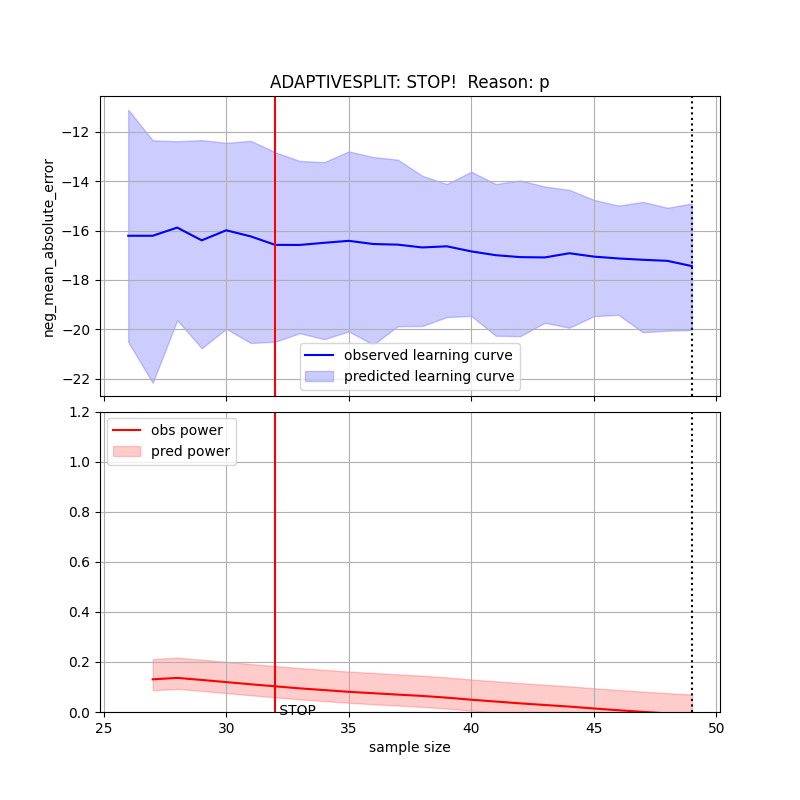 ADAPTIVESPLIT: STOP!  Reason: p
neg_mean_absolute_error
−12
−14
−16
−18
−20
−22
observed learning curve
predicted learning curve
1.2
1.0
0.8
0.6
0.4
0.2
0.0
obs power
pred power
STOP
25
30
35
40
45
50
sample size